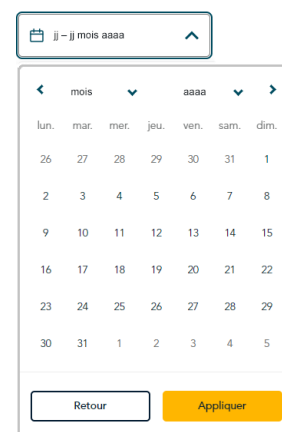 jj – jj mois aaaa
mois aaaa
lun. mar. mer. jeu. ven. sam. dim.
26 27 28 29 30 31 1
2 3 4 5 6 7 8
9 10 11 12 13 14 15
16 17 18 19 20 21 22
23 24 25 26 27 28 29
30 31 1 2 3 4 5
Retour Appliquer